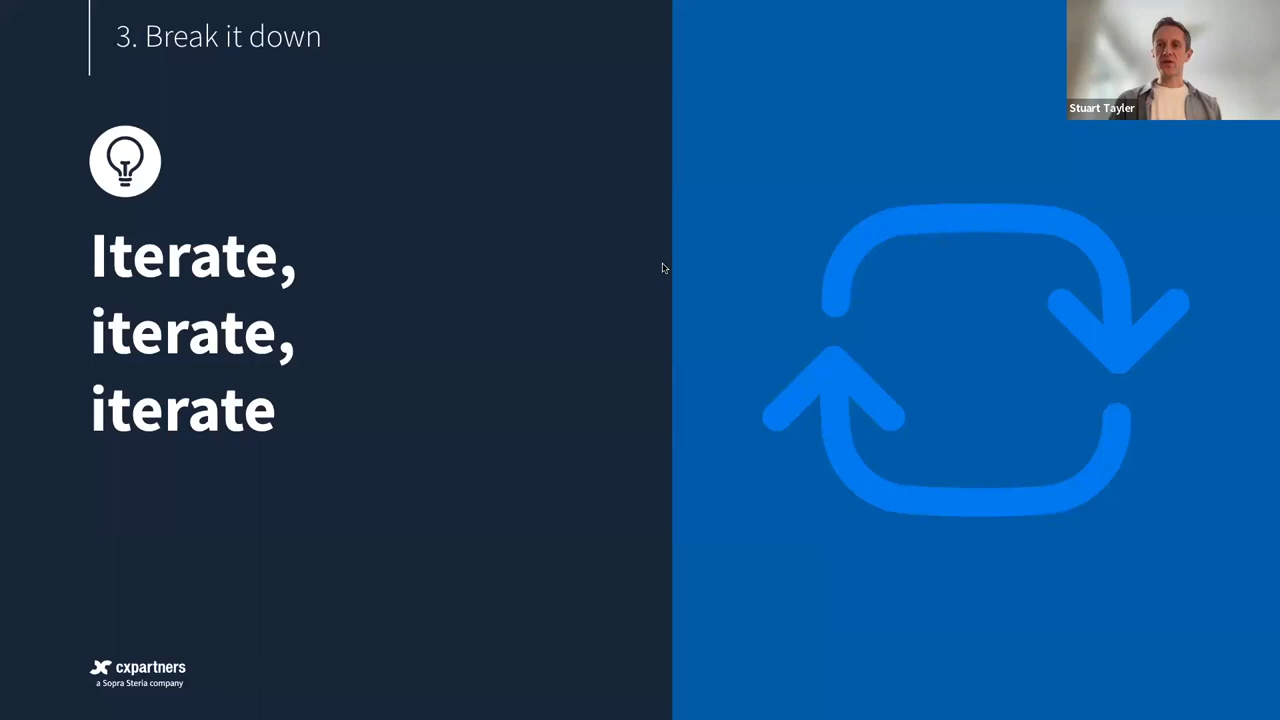 3. Break it down
Stuart Tayler
Iterate,
iterate,
iterate
cxpartners
a Sopra Steria company